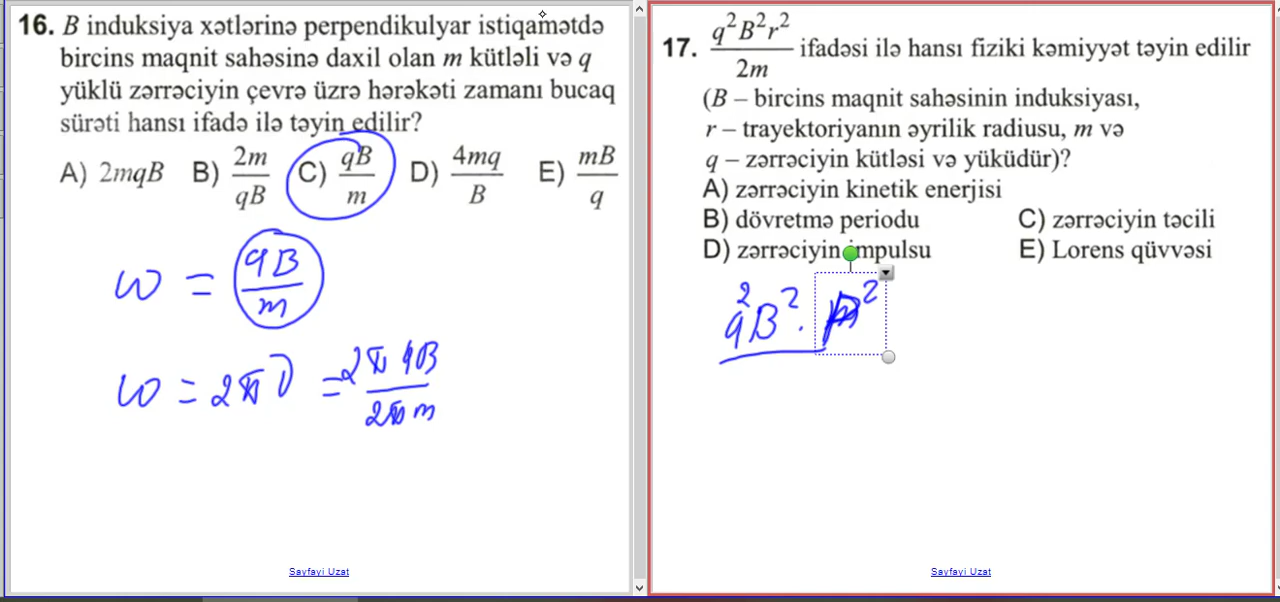 16. B induksiya xətlərinə perpendikulyar istiqamətdə
bircins maqnit sahəsinə daxil olan m kütləli və q
yüklü zərrəciyin çevrə üzrə hərəkəti zamanı bucaq
sürəti hansı ifadə ilə təyin edilir?
A) 2mqB B) 2m/qB C) qB/m D) 4mq/B E) mB/q
ω = qB/m
ω = 2πν = 2πqB/2πm
Sayfayi Uzat
17. q²B²r²/2m ifadəsi ilə hansı fiziki kəmiyyət təyin edilir
(B – bircins maqnit sahəsinin induksiyası,
r – trayektoriyanın əyrilik radiusu, m və
q – zərrəciyin kütləsi və yüküdür)?
A) zərrəciyin kinetik enerjisi
B) dövretmə periodu C) zərrəciyin təcili
D) zərrəciyin impulsu E) Lorens qüvvəsi
q²B² ·
Sayfayi Uzat